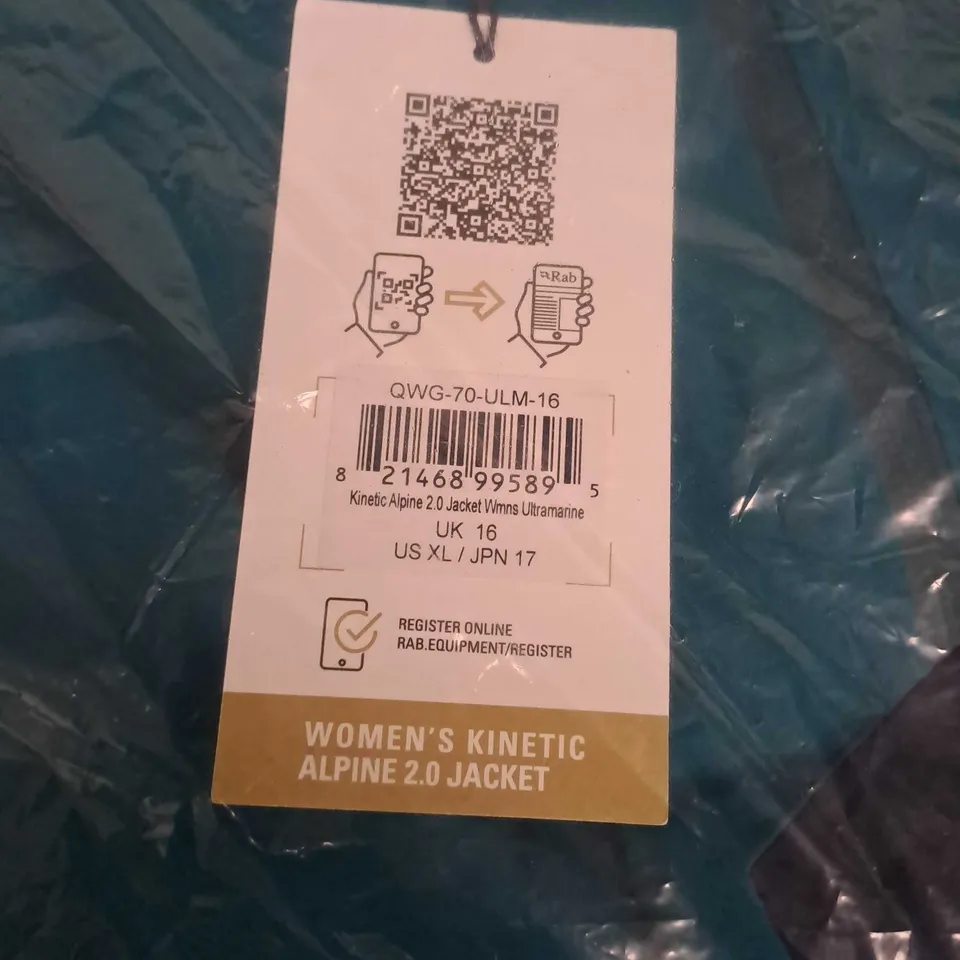 Rab
QWG-70-ULM-16
8 21468 99589 5
Kinetic Alpine 2.0 Jacket Wmns Ultramarine
UK 16
US XL / JPN 17
REGISTER ONLINE
RAB.EQUIPMENT/REGISTER
WOMEN'S KINETIC
ALPINE 2.0 JACKET